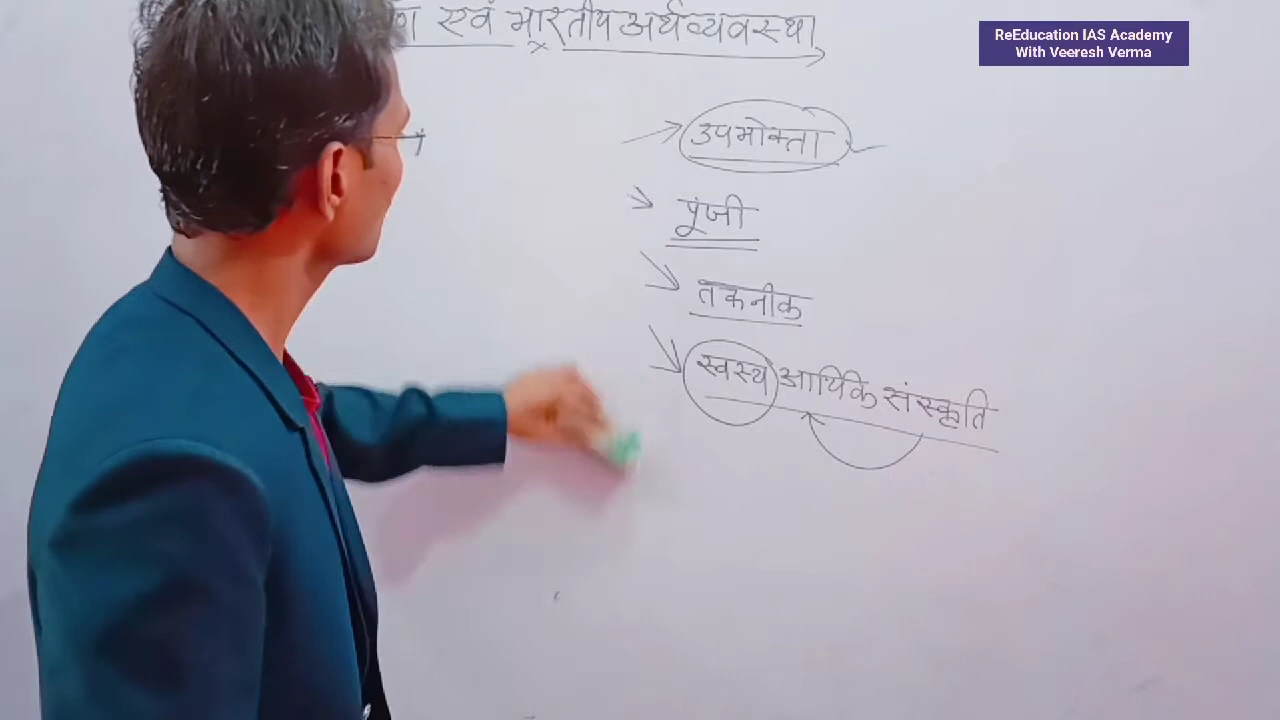 एवं भारतीय अर्थव्यवस्था
ReEducation IAS Academy
With Veeresh Verma
उपभोक्ता
पूंजी
तकनीक
स्वस्थ आर्थिक संस्कृति